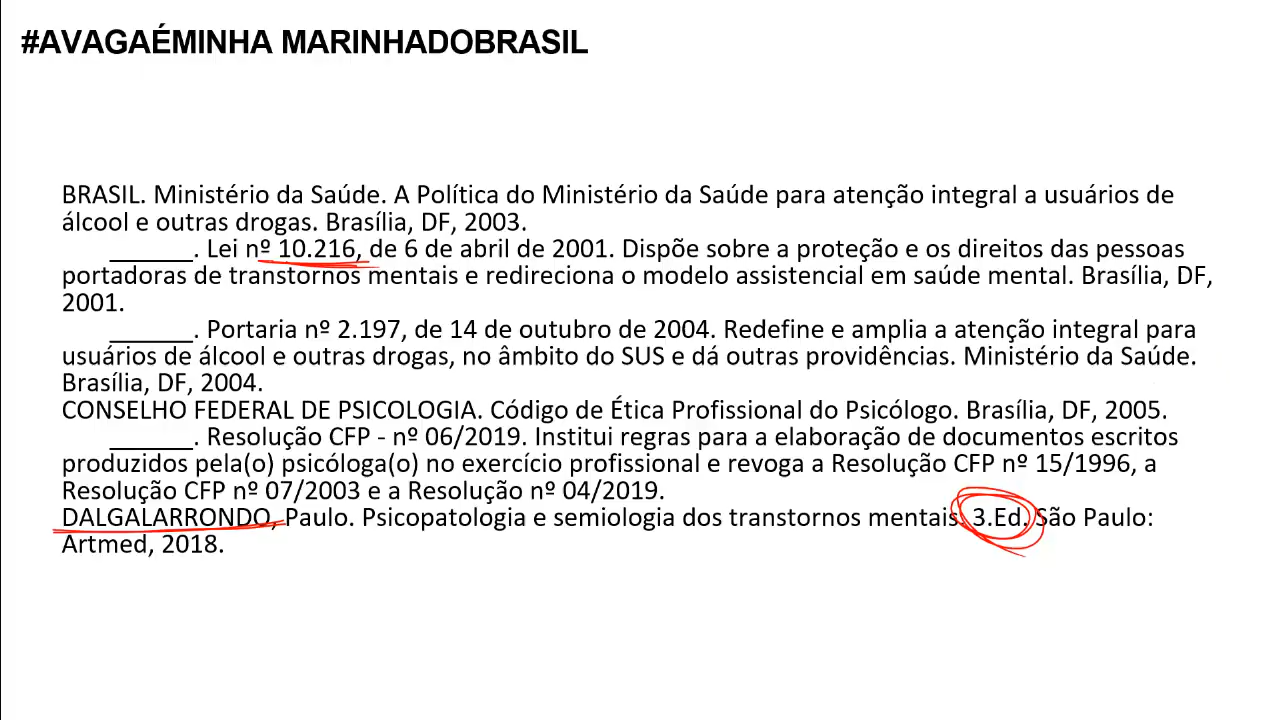 #AVAGAÉMINHA MARINHADOBRASIL
BRASIL. Ministério da Saúde. A Política do Ministério da Saúde para atenção integral a usuários de
álcool e outras drogas. Brasília, DF, 2003.
______. Lei nº 10.216, de 6 de abril de 2001. Dispõe sobre a proteção e os direitos das pessoas
portadoras de transtornos mentais e redireciona o modelo assistencial em saúde mental. Brasília, DF,
2001.
______. Portaria nº 2.197, de 14 de outubro de 2004. Redefine e amplia a atenção integral para
usuários de álcool e outras drogas, no âmbito do SUS e dá outras providências. Ministério da Saúde.
Brasília, DF, 2004.
CONSELHO FEDERAL DE PSICOLOGIA. Código de Ética Profissional do Psicólogo. Brasília, DF, 2005.
______. Resolução CFP - nº 06/2019. Institui regras para a elaboração de documentos escritos
produzidos pela(o) psicóloga(o) no exercício profissional e revoga a Resolução CFP nº 15/1996, a
Resolução CFP nº 07/2003 e a Resolução nº 04/2019.
DALGALARRONDO, Paulo. Psicopatologia e semiologia dos transtornos mentais. 3.Ed. São Paulo:
Artmed, 2018.